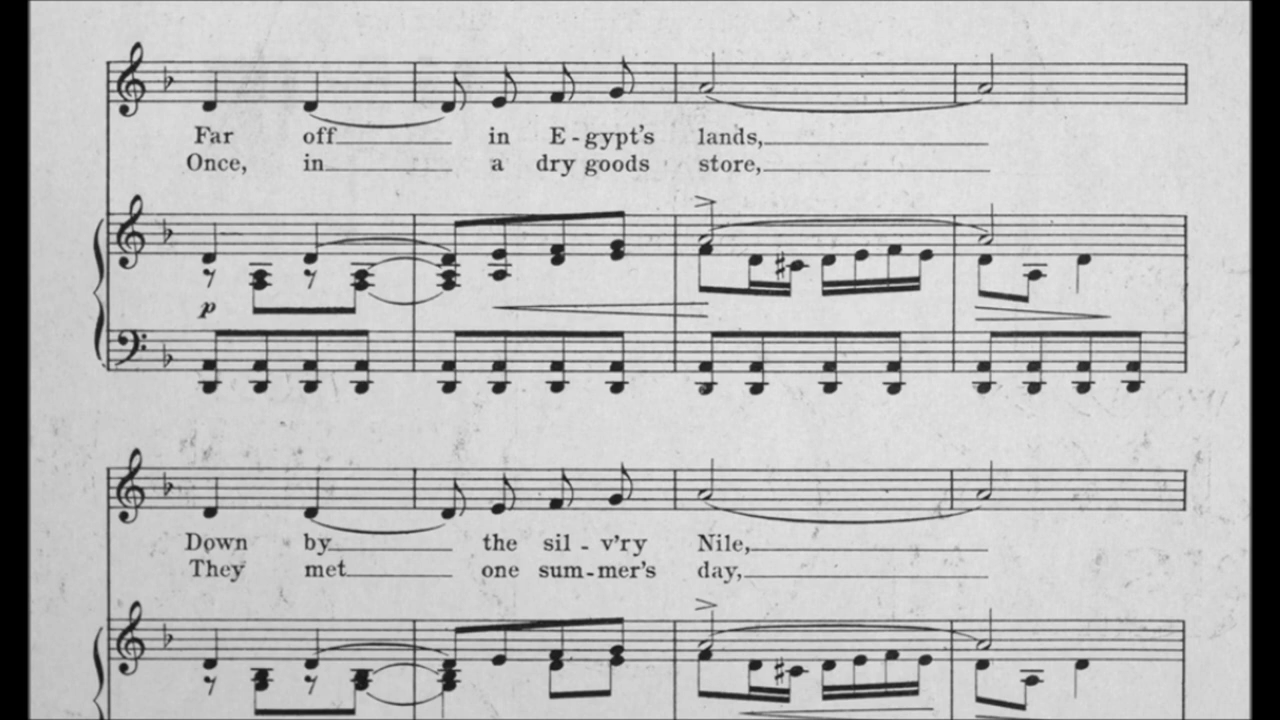 Far off in E-gypt's lands,
Once, in a dry goods store,
p
Down by the sil-v'ry Nile,
They met one sum-mer's day,